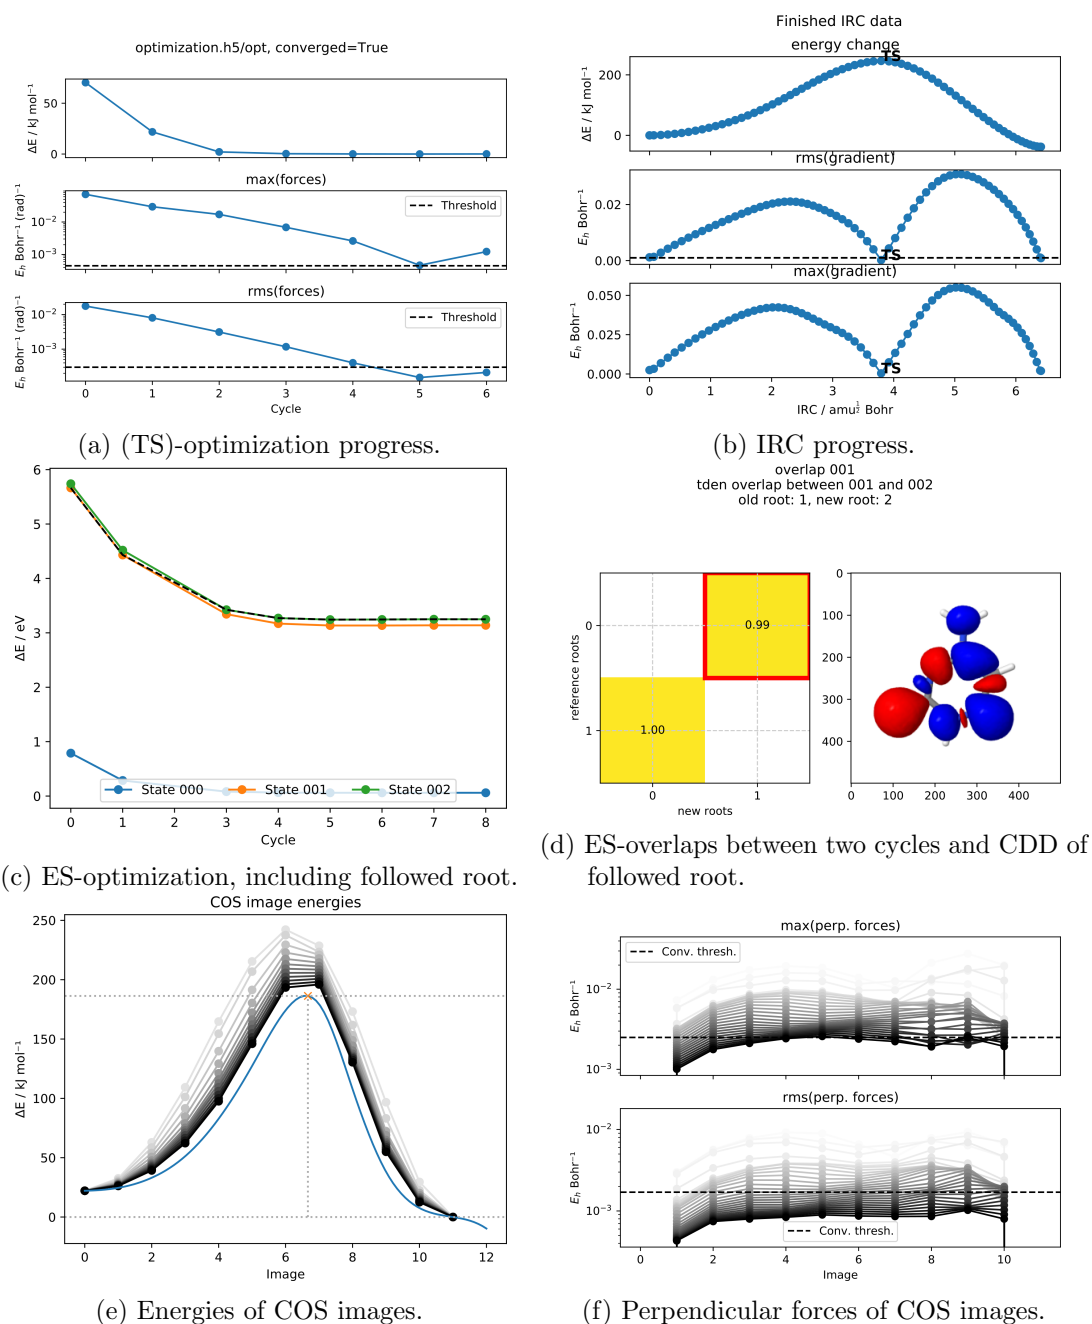 optimization.h5/opt, converged=True
ΔE / kJ mol⁻¹
50
0
max(forces)
E_h Bohr⁻¹ (rad)⁻¹
10⁻²
10⁻³
Threshold
rms(forces)
E_h Bohr⁻¹ (rad)⁻¹
10⁻²
10⁻³
Threshold
0 1 2 3 4 5 6
Cycle
(a) (TS)-optimization progress.
Finished IRC data
energy change
TS
ΔE / kJ mol⁻¹
200
0
rms(gradient)
E_h Bohr⁻¹
0.02
0.00
TS
max(gradient)
E_h Bohr⁻¹
0.050
0.025
0.000
TS
0 1 2 3 4 5 6
IRC / amu^½ Bohr
(b) IRC progress.
6
5
4
3
2
1
0
ΔE / eV
State 000 State 001 State 002
0 1 2 3 4 5 6 7 8
Cycle
(c) ES-optimization, including followed root.
overlap 001
tden overlap between 001 and 002
old root: 1, new root: 2
reference roots
0
1
0.99
1.00
0 1
new roots
0
100
200
300
400
0 100 200 300 400
(d) ES-overlaps between two cycles and CDD of
followed root.
COS image energies
ΔE / kJ mol⁻¹
250
200
150
100
50
0
0 2 4 6 8 10 12
Image
(e) Energies of COS images.
max(perp. forces)
Conv. thresh.
E_h Bohr⁻¹
10⁻²
10⁻³
rms(perp. forces)
E_h Bohr⁻¹
10⁻²
10⁻³
Conv. thresh.
0 2 4 6 8 10
Image
(f) Perpendicular forces of COS images.